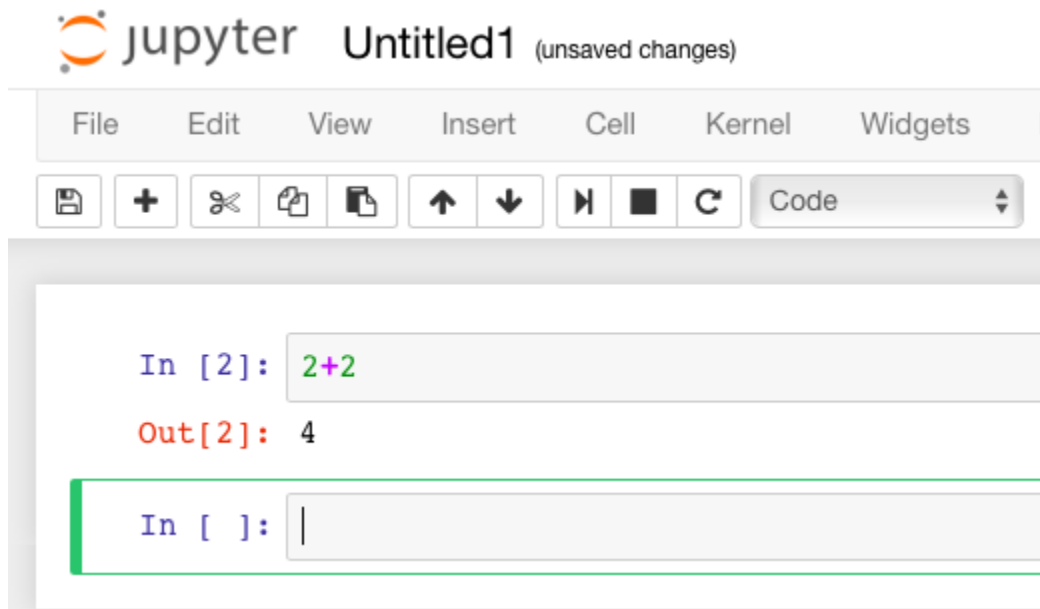 jupyter Untitled1 (unsaved changes)
File Edit View Insert Cell Kernel Widgets
Code
In [2]: 2+2
Out[2]: 4
In [ ]: